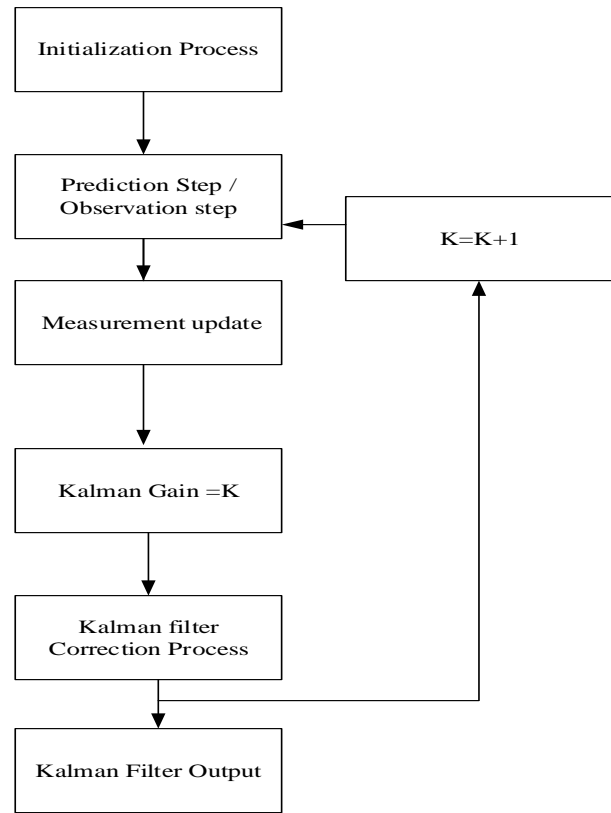 Initialization Process
Prediction Step /
Observation step
K=K+1
Measurement update
Kalman Gain =K
Kalman filter
Correction Process
Kalman Filter Output